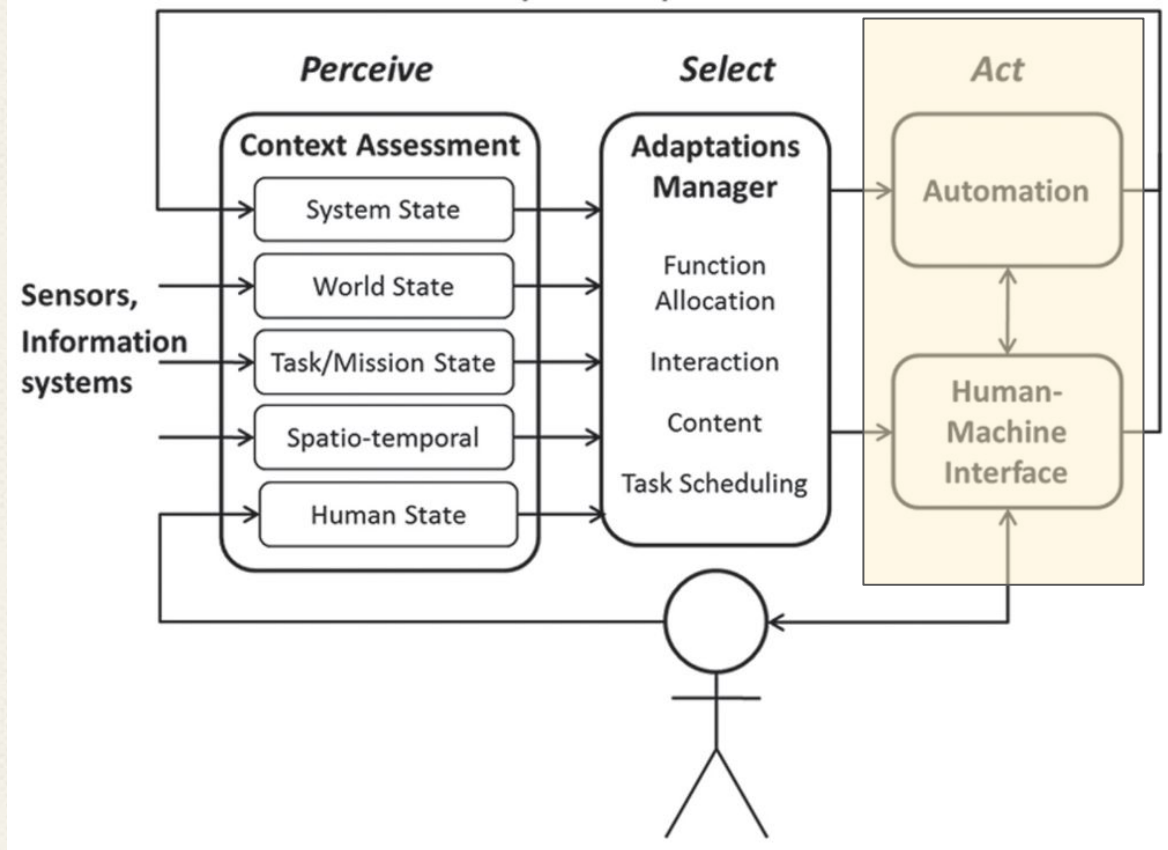 Perceive
Select
Act
Context Assessment
System State
World State
Task/Mission State
Spatio-temporal
Human State
Sensors,
Information
systems
Adaptations
Manager
Function
Allocation
Interaction
Content
Task Scheduling
Automation
Human-
Machine
Interface